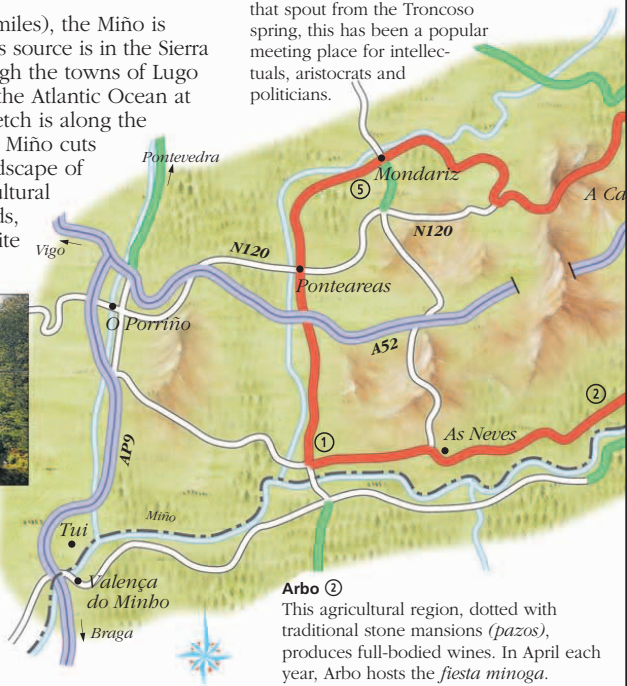 miles), the Miño is
s source is in the Sierra
gh the towns of Lugo
the Atlantic Ocean at
etch is along the
Miño cuts
ndscape of
ultural
ds,
ite
that spout from the Troncoso
spring, this has been a popular
meeting place for intellec-
tuals, aristocrats and
politicians.
Pontevedra
Mondariz
⑤
A Ca
Vigo
N120
N120
Ponteareas
O Porriño
A52
②
①
As Neves
AP9
Miño
Tui
Valença
do Minho
Braga
Arbo ②
This agricultural region, dotted with
traditional stone mansions (pazos),
produces full-bodied wines. In April each
year, Arbo hosts the fiesta minoga.